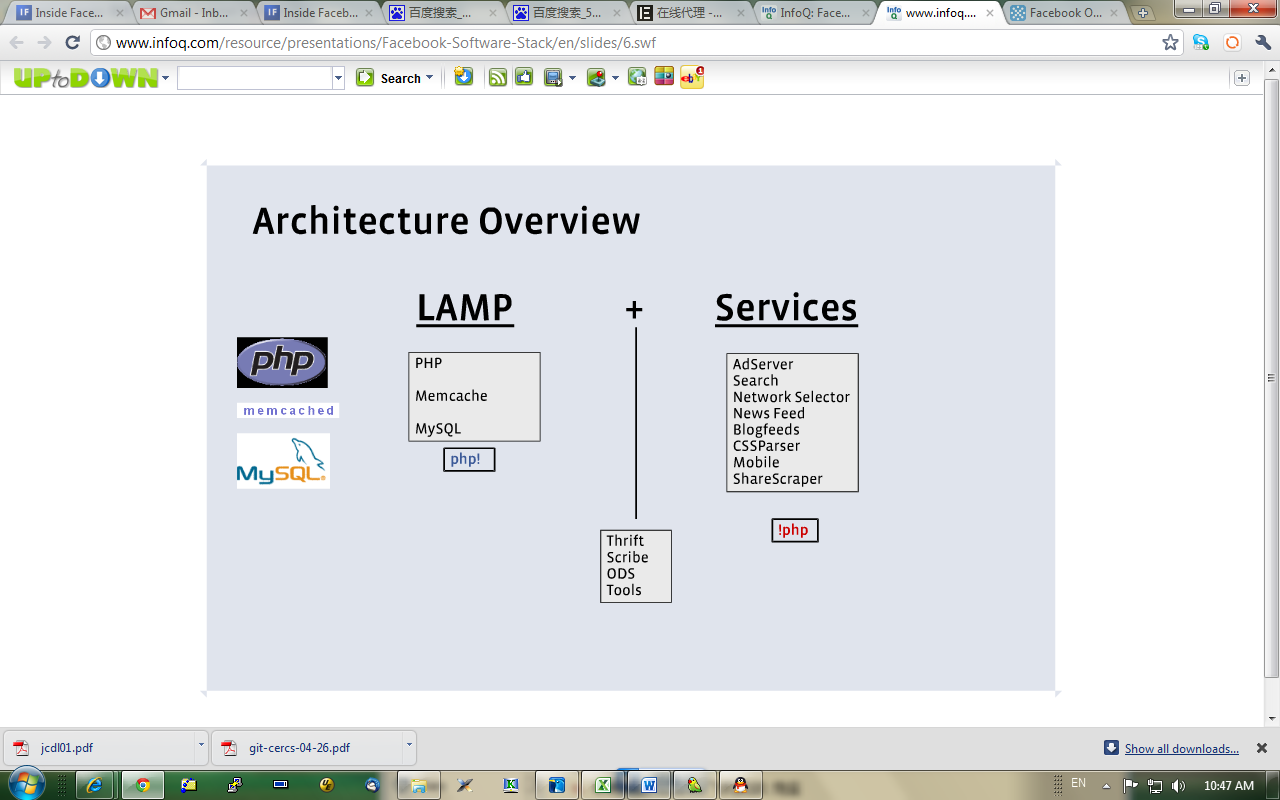 Inside Face...
Gmail - Inb...
Inside Faceb...
百度搜索_...
百度搜索_5...
在线代理 -...
InfoQ: Face...
www.infoq....
Facebook O...
www.infoq.com/resource/presentations/Facebook-Software-Stack/en/slides/6.swf
UPtoDOWN
Search
Architecture Overview
LAMP + Services
php
memcached
MySQL®
PHP
Memcache
MySQL
php!
AdServer
Search
Network Selector
News Feed
Blogfeeds
CSSParser
Mobile
ShareScraper
!php
Thrift
Scribe
ODS
Tools
jcdl01.pdf
git-cercs-04-26.pdf
Show all downloads...
EN
10:47 AM